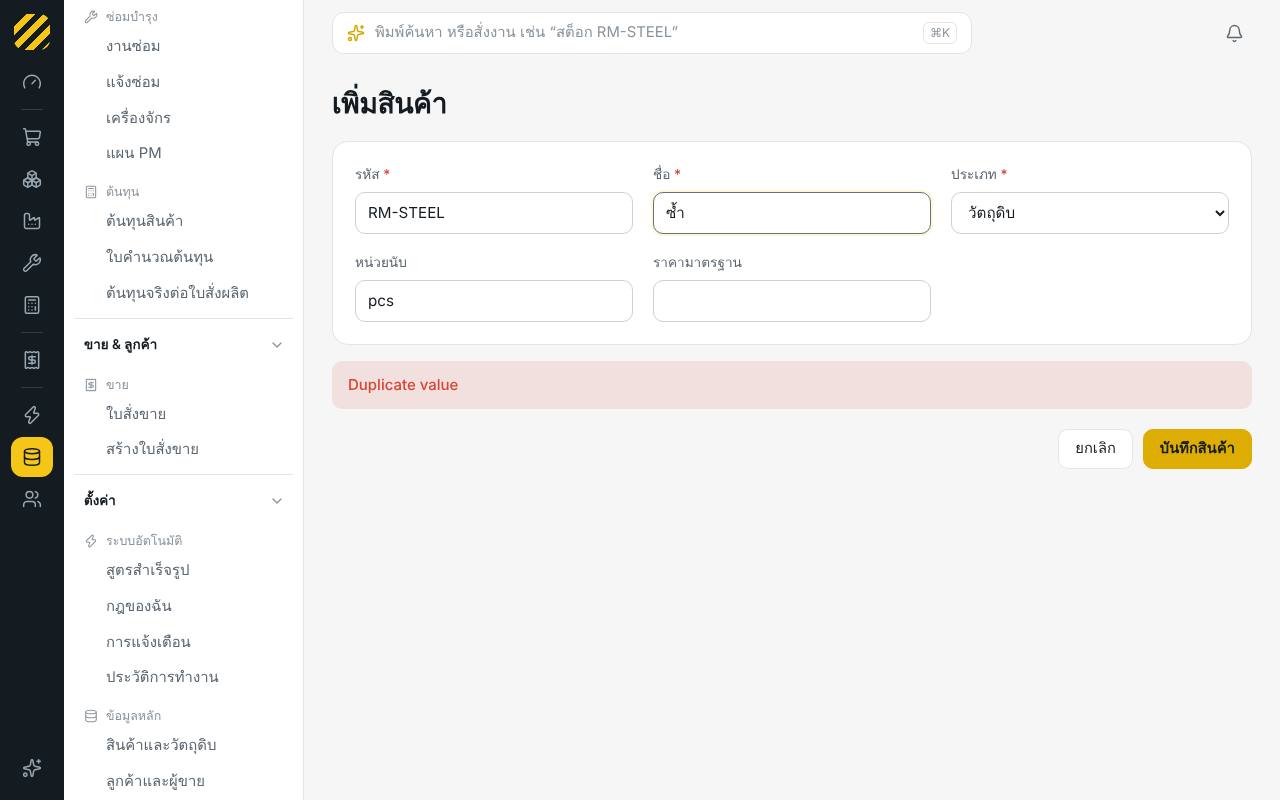 ซ่อมบำรุง
งานซ่อม
แจ้งซ่อม
เครื่องจักร
แผน PM
ต้นทุน
ต้นทุนสินค้า
ใบคำนวณต้นทุน
ต้นทุนจริงต่อใบสั่งผลิต
ขาย & ลูกค้า
ขาย
ใบสั่งขาย
สร้างใบสั่งขาย
ตั้งค่า
ระบบอัตโนมัติ
สูตรสำเร็จรูป
กฎของฉัน
การแจ้งเตือน
ประวัติการทำงาน
ข้อมูลหลัก
สินค้าและวัตถุดิบ
ลูกค้าและผู้ขาย
พิมพ์ค้นหา หรือสั่งงาน เช่น “สต็อก RM-STEEL” ⌘K
เพิ่มสินค้า
รหัส * ชื่อ * ประเภท *
RM-STEEL ซ้ำ วัตถุดิบ
หน่วยนับ ราคามาตรฐาน
pcs
Duplicate value
ยกเลิก บันทึกสินค้า